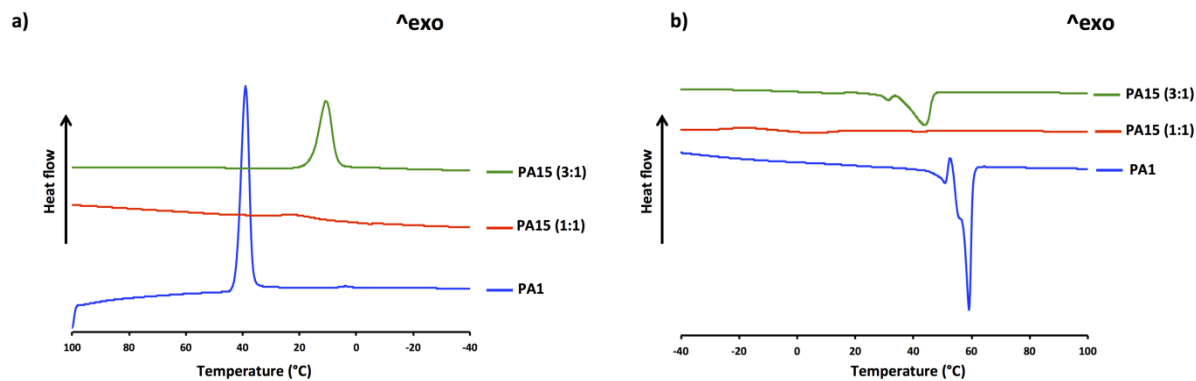 a)
^exo
Heat flow
PA15 (3:1)
PA15 (1:1)
PA1
100 80 60 40 20 0 -20 -40
Temperature (°C)
b)
^exo
Heat flow
PA15 (3:1)
PA15 (1:1)
PA1
-40 -20 0 20 40 60 80 100
Temperature (°C)